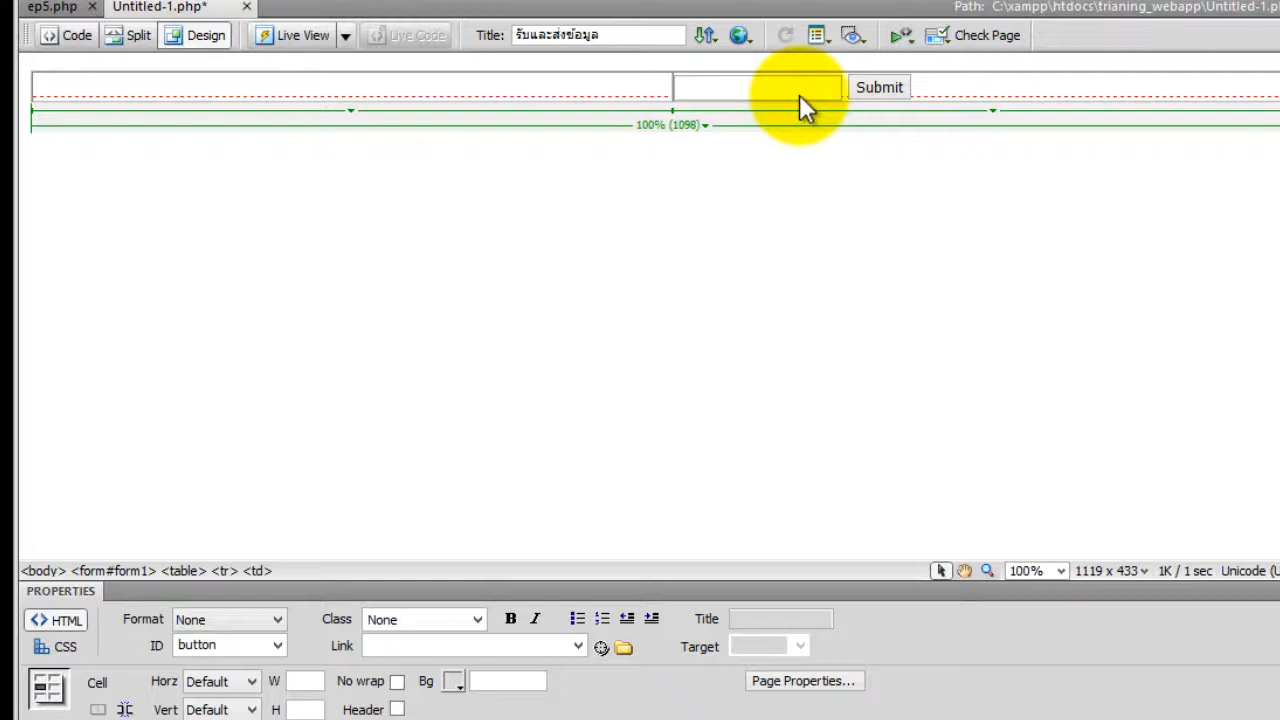 ep5.php Untitled-1.php* Path: C:\xampp\htdocs\trianing_webapp\Untitled-1.pl
Code Split Design Live View Live Code Title: รับและส่งข้อมูล Check Page
Submit
100% (1098)
<body> <form#form1> <table> <tr> <td> 100% 1119 x 433 1K / 1 sec Unicode (U
PROPERTIES
HTML Format None Class None B I Title
CSS ID button Link Target
Cell Horz Default W No wrap Bg Page Properties...
Vert Default H Header